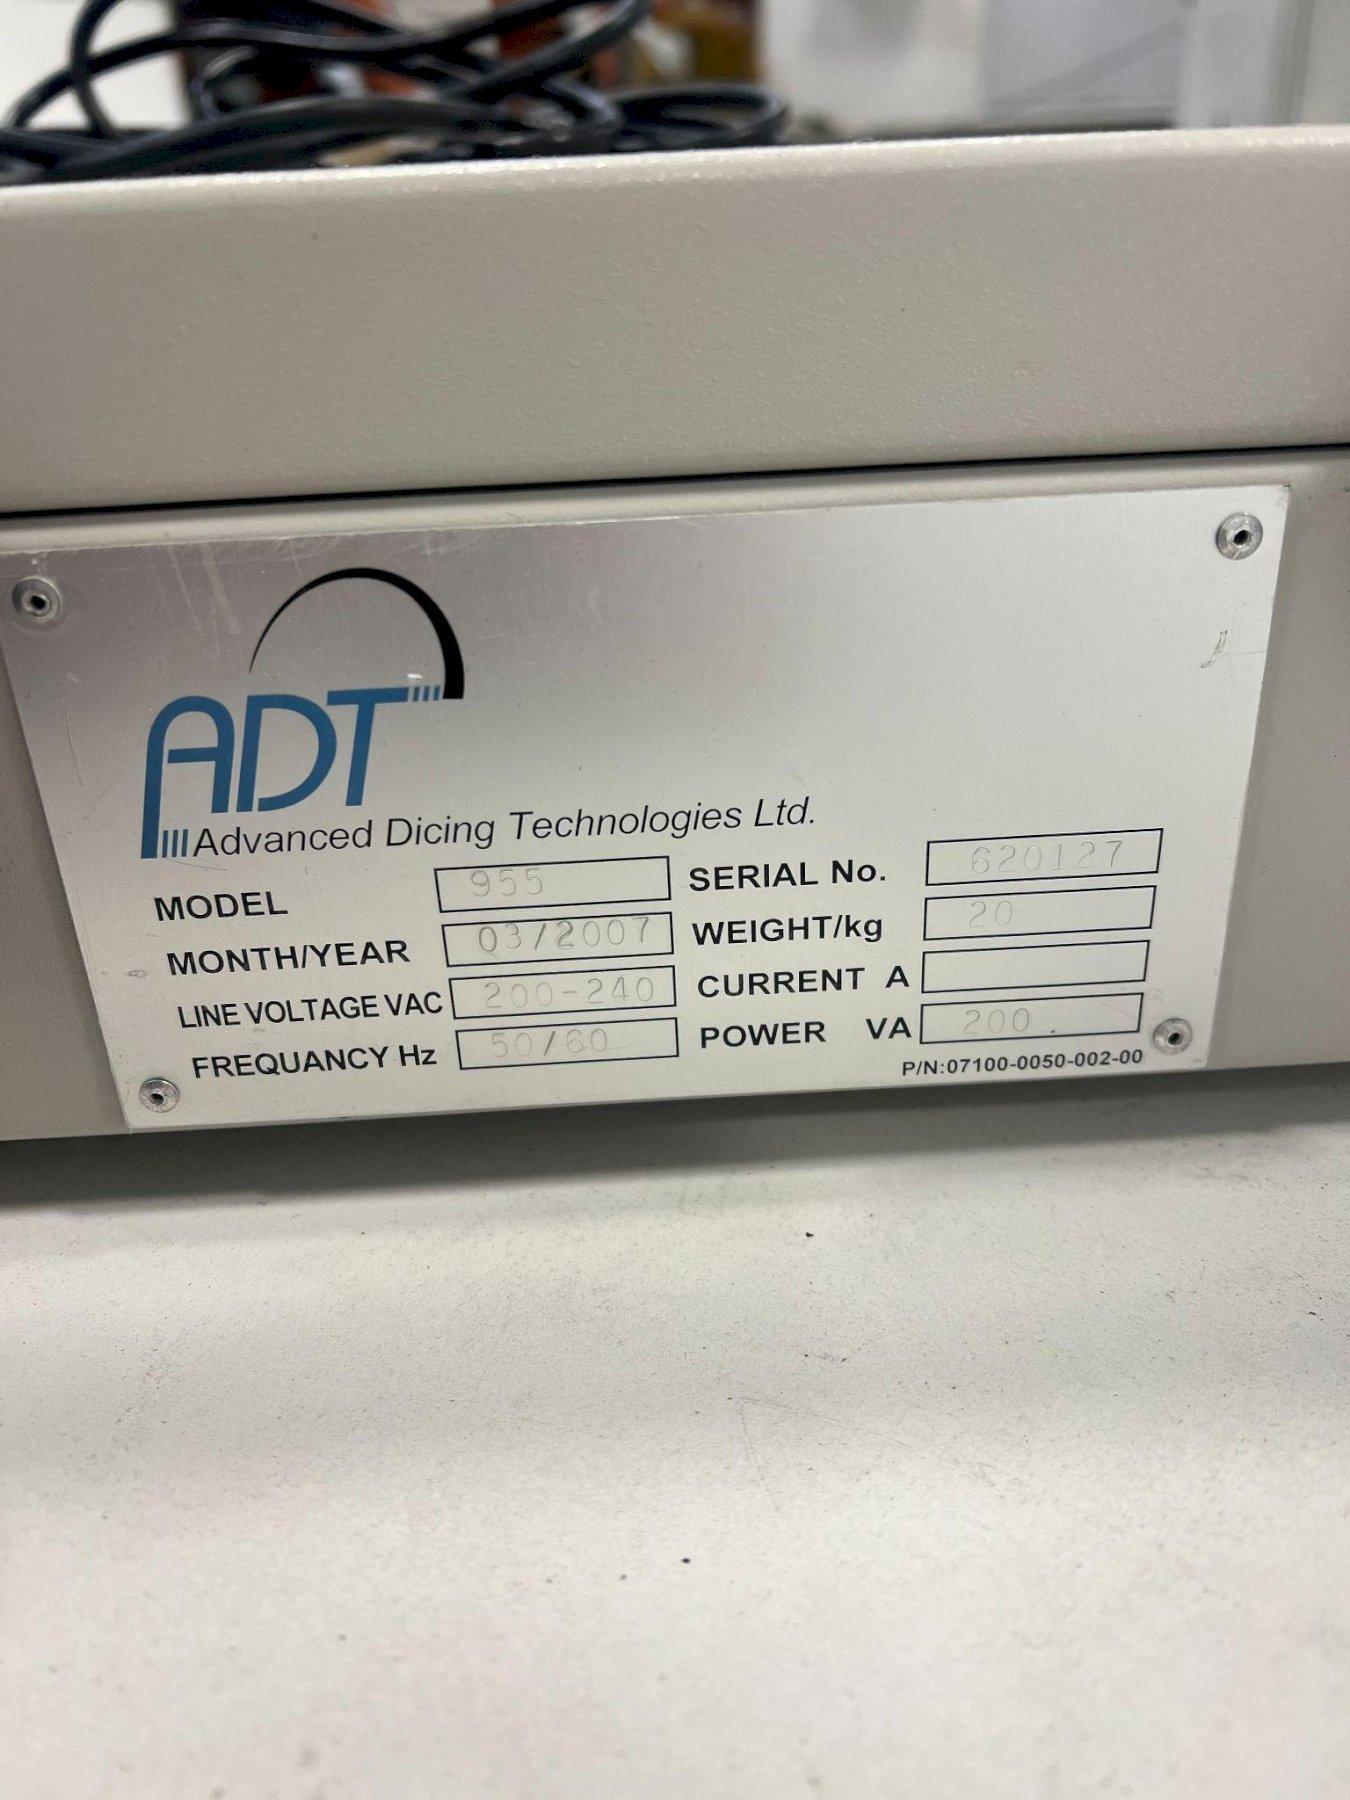 ADT
Advanced Dicing Technologies Ltd.
MODEL 955 SERIAL No. 620127
MONTH/YEAR 03/2007 WEIGHT/kg 20
LINE VOLTAGE VAC 200-240 CURRENT A
FREQUANCY Hz 50/60 POWER VA 200
P/N:07100-0050-002-00